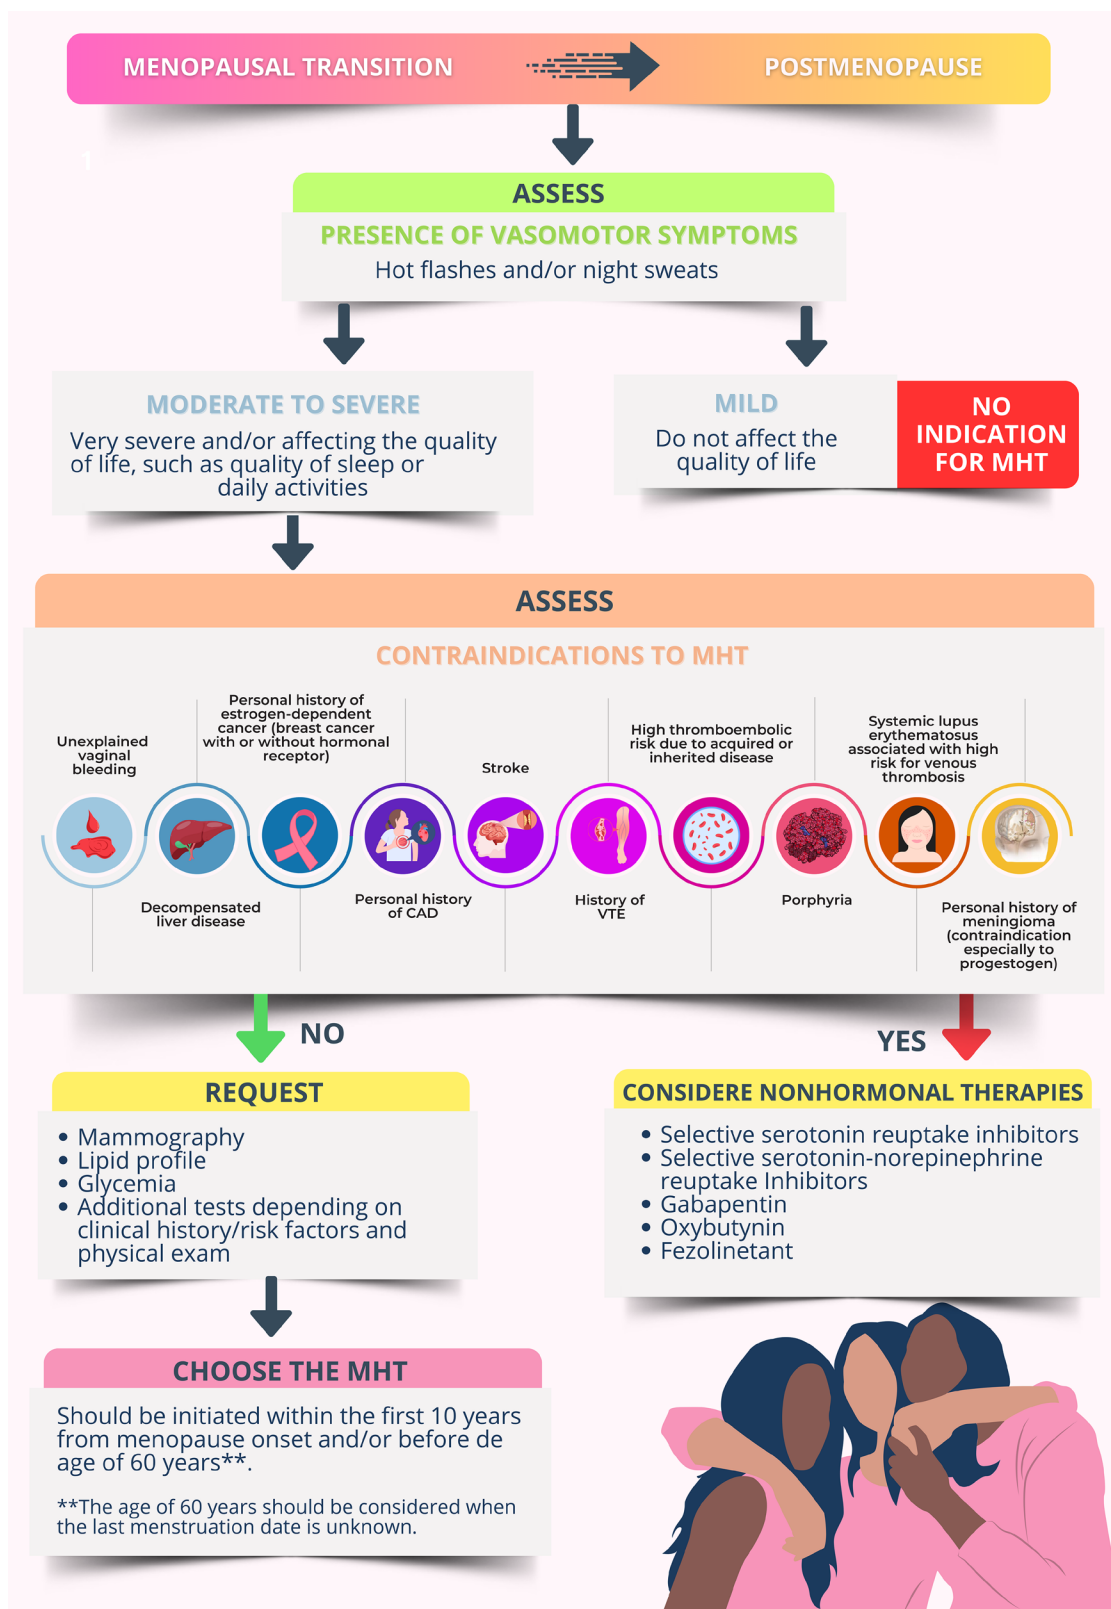 MENOPAUSAL TRANSITION
POSTMENOPAUSE
1
ASSESS
PRESENCE OF VASOMOTOR SYMPTOMS
Hot flashes and/or night sweats
MODERATE TO SEVERE
Very severe and/or affecting the quality
of life, such as quality of sleep or
daily activities
MILD
Do not affect the
quality of life
NO
INDICATION
FOR MHT
ASSESS
CONTRAINDICATIONS TO MHT
Unexplained
vaginal
bleeding
Decompensated
liver disease
Personal history of
estrogen-dependent
cancer (breast cancer
with or without hormonal
receptor)
Personal history
of CAD
Stroke
History of
VTE
High thromboembolic
risk due to acquired or
inherited disease
Porphyria
Systemic lupus
erythematosus
associated with high
risk for venous
thrombosis
Personal history of
meningioma
(contraindication
especially to
progestogen)
NO
YES
REQUEST
• Mammography
• Lipid profile
• Glycemia
• Additional tests depending on
clinical history/risk factors and
physical exam
CONSIDERE NONHORMONAL THERAPIES
• Selective serotonin reuptake inhibitors
• Selective serotonin-norepinephrine
reuptake Inhibitors
• Gabapentin
• Oxybutynin
• Fezolinetant
CHOOSE THE MHT
Should be initiated within the first 10 years
from menopause onset and/or before de
age of 60 years**.
**The age of 60 years should be considered when
the last menstruation date is unknown.